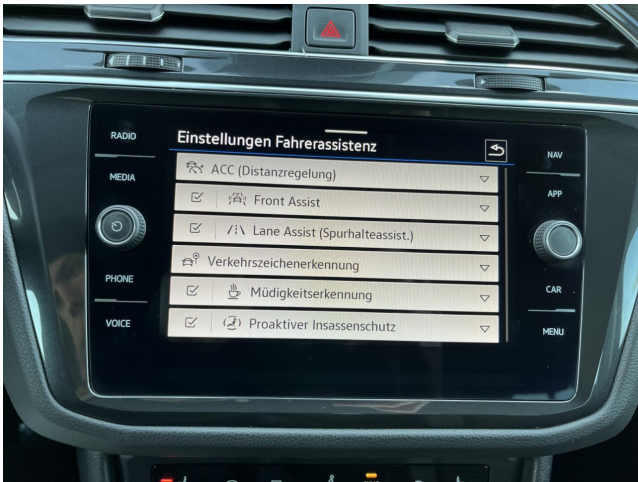 RADIO
MEDIA
PHONE
VOICE
Einstellungen Fahrerassistenz
ACC (Distanzregelung)
Front Assist
Lane Assist (Spurhalteassist.)
Verkehrszeichenerkennung
Müdigkeitserkennung
Proaktiver Insassenschutz
NAV
APP
CAR
MENU